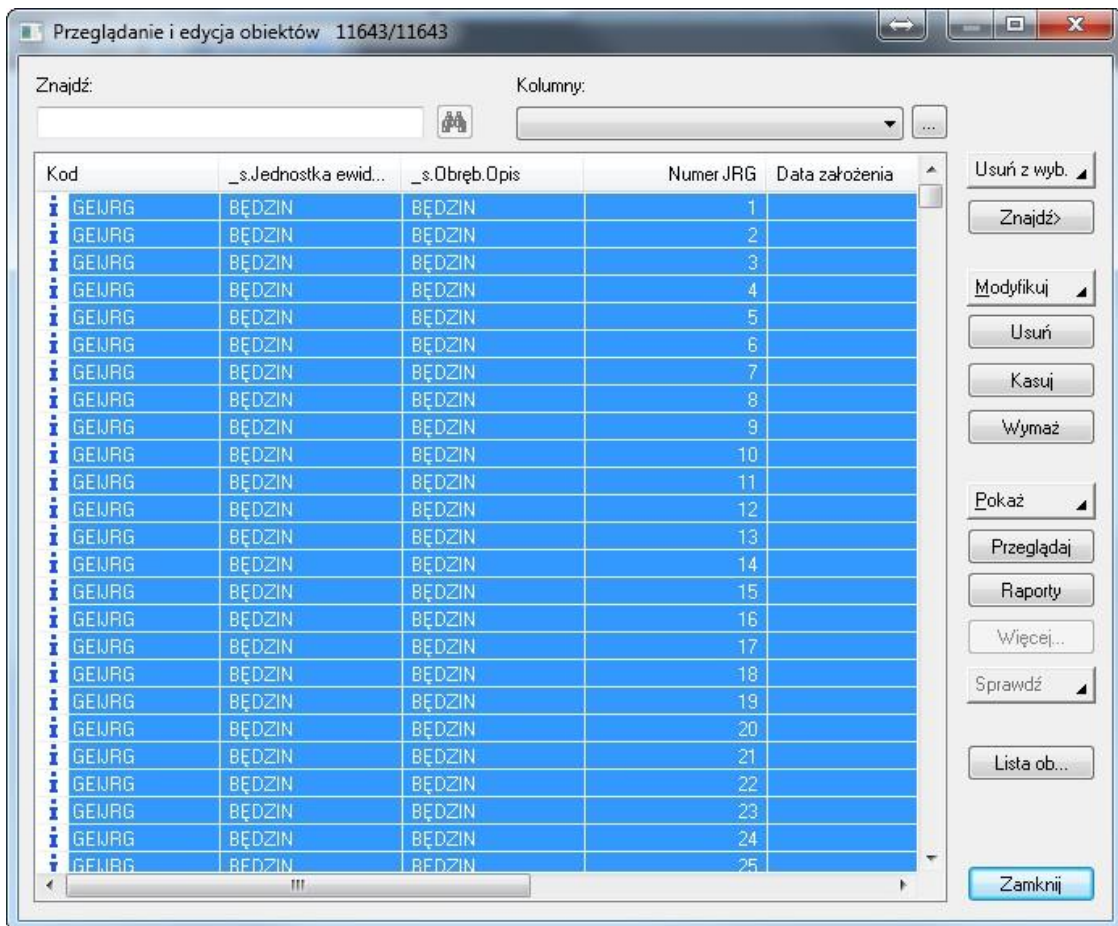 Przeglądanie i edycja obiektów 11643/11643
Znajdź: Kolumny:
...
Kod _s.Jednostka ewid... _s.Obręb.Opis Numer JRG Data założenia
GEIJRG BĘDZIN BĘDZIN 1
GEIJRG BĘDZIN BĘDZIN 2
GEIJRG BĘDZIN BĘDZIN 3
GEIJRG BĘDZIN BĘDZIN 4
GEIJRG BĘDZIN BĘDZIN 5
GEIJRG BĘDZIN BĘDZIN 6
GEIJRG BĘDZIN BĘDZIN 7
GEIJRG BĘDZIN BĘDZIN 8
GEIJRG BĘDZIN BĘDZIN 9
GEIJRG BĘDZIN BĘDZIN 10
GEIJRG BĘDZIN BĘDZIN 11
GEIJRG BĘDZIN BĘDZIN 12
GEIJRG BĘDZIN BĘDZIN 13
GEIJRG BĘDZIN BĘDZIN 14
GEIJRG BĘDZIN BĘDZIN 15
GEIJRG BĘDZIN BĘDZIN 16
GEIJRG BĘDZIN BĘDZIN 17
GEIJRG BĘDZIN BĘDZIN 18
GEIJRG BĘDZIN BĘDZIN 19
GEIJRG BĘDZIN BĘDZIN 20
GEIJRG BĘDZIN BĘDZIN 21
GEIJRG BĘDZIN BĘDZIN 22
GEIJRG BĘDZIN BĘDZIN 23
GEIJRG BĘDZIN BĘDZIN 24
GEIJRG BĘDZIN BĘDZIN 25
Usuń z wyb.
Znajdź>
Modyfikuj
Usuń
Kasuj
Wymaż
Pokaż
Przeglądaj
Raporty
Więcej...
Sprawdź
Lista ob...
Zamknij